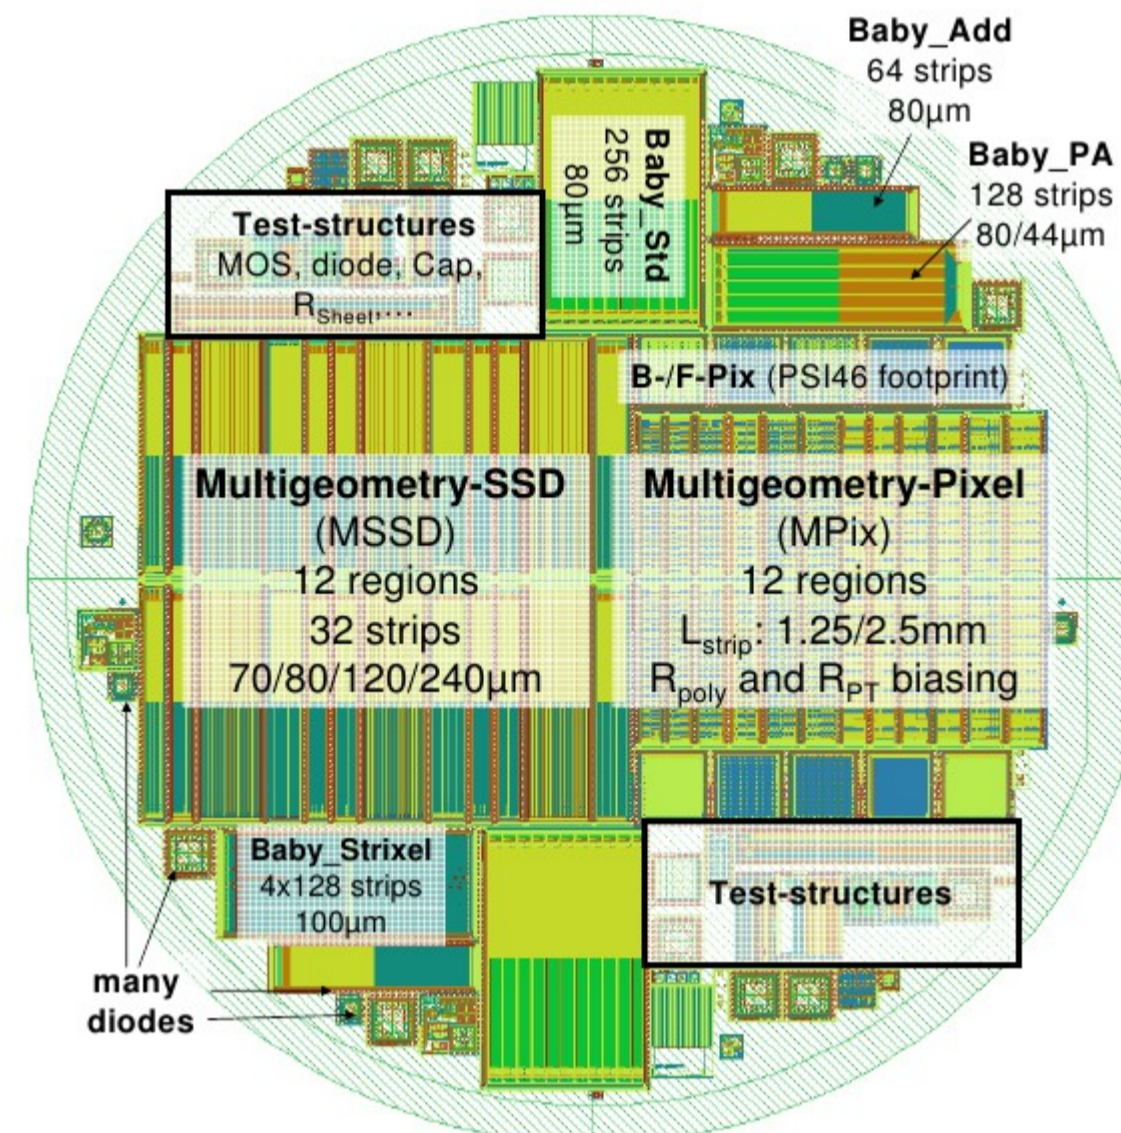 Baby_Add
64 strips
80µm
Baby_PA
128 strips
80/44µm
Baby_Std
256 strips
80µm
Test-structures
MOS, diode, Cap,
R_Sheet,...
B-/F-Pix (PSI46 footprint)
Multigeometry-SSD
(MSSD)
12 regions
32 strips
70/80/120/240µm
Multigeometry-Pixel
(MPix)
12 regions
L_strip: 1.25/2.5mm
R_poly and R_PT biasing
Baby_Strixel
4x128 strips
100µm
Test-structures
many
diodes